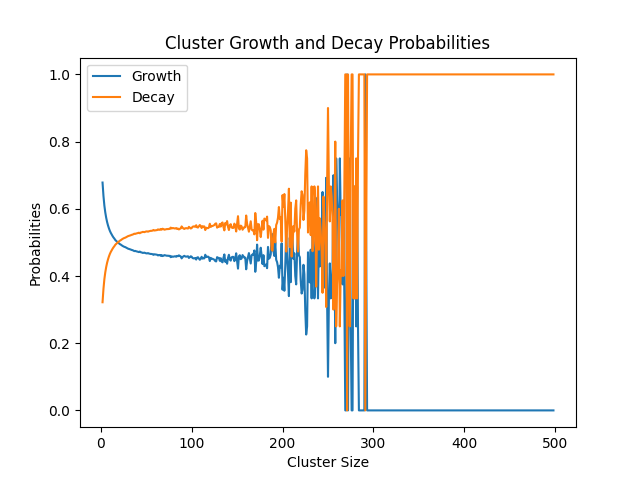 Cluster Growth and Decay Probabilities
Growth
Decay
1.0
0.8
0.6
0.4
0.2
0.0
Probabilities
0 100 200 300 400 500
Cluster Size